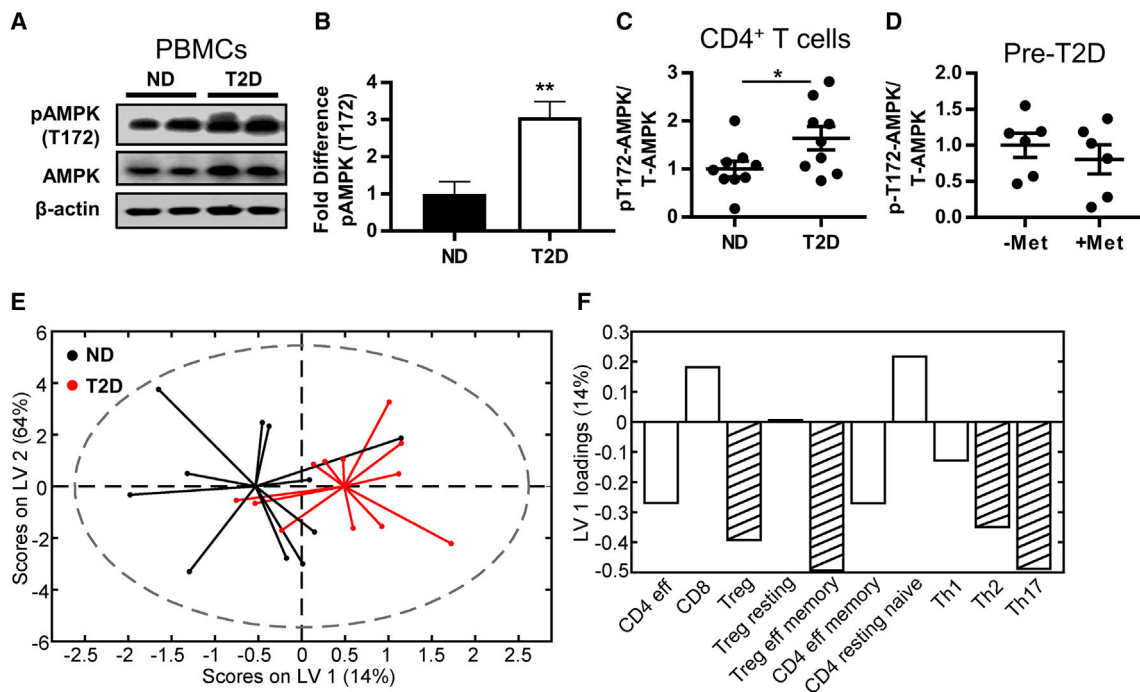 A
PBMCs
ND T2D
pAMPK
(T172)
AMPK
β-actin
B
Fold Difference
pAMPK (T172)
4
3
2
1
0
**
ND T2D
C
CD4+ T cells
pT172-AMPK/
T-AMPK
3
2
1
0
*
ND T2D
D
Pre-T2D
p-T172-AMPK/
T-AMPK
2.0
1.5
1.0
0.5
0.0
-Met +Met
E
Scores on LV 2 (64%)
6
4
2
0
-2
-4
-6
ND
T2D
-2.5 -2 -1.5 -1 -0.5 0 0.5 1 1.5 2 2.5
Scores on LV 1 (14%)
F
LV 1 loadings (14%)
0.3
0.2
0.1
0
-0.1
-0.2
-0.3
-0.4
-0.5
CD4 eff
CD8
Treg
Treg resting
Treg eff memory
CD4 eff memory
CD4 resting naive
Th1
Th2
Th17